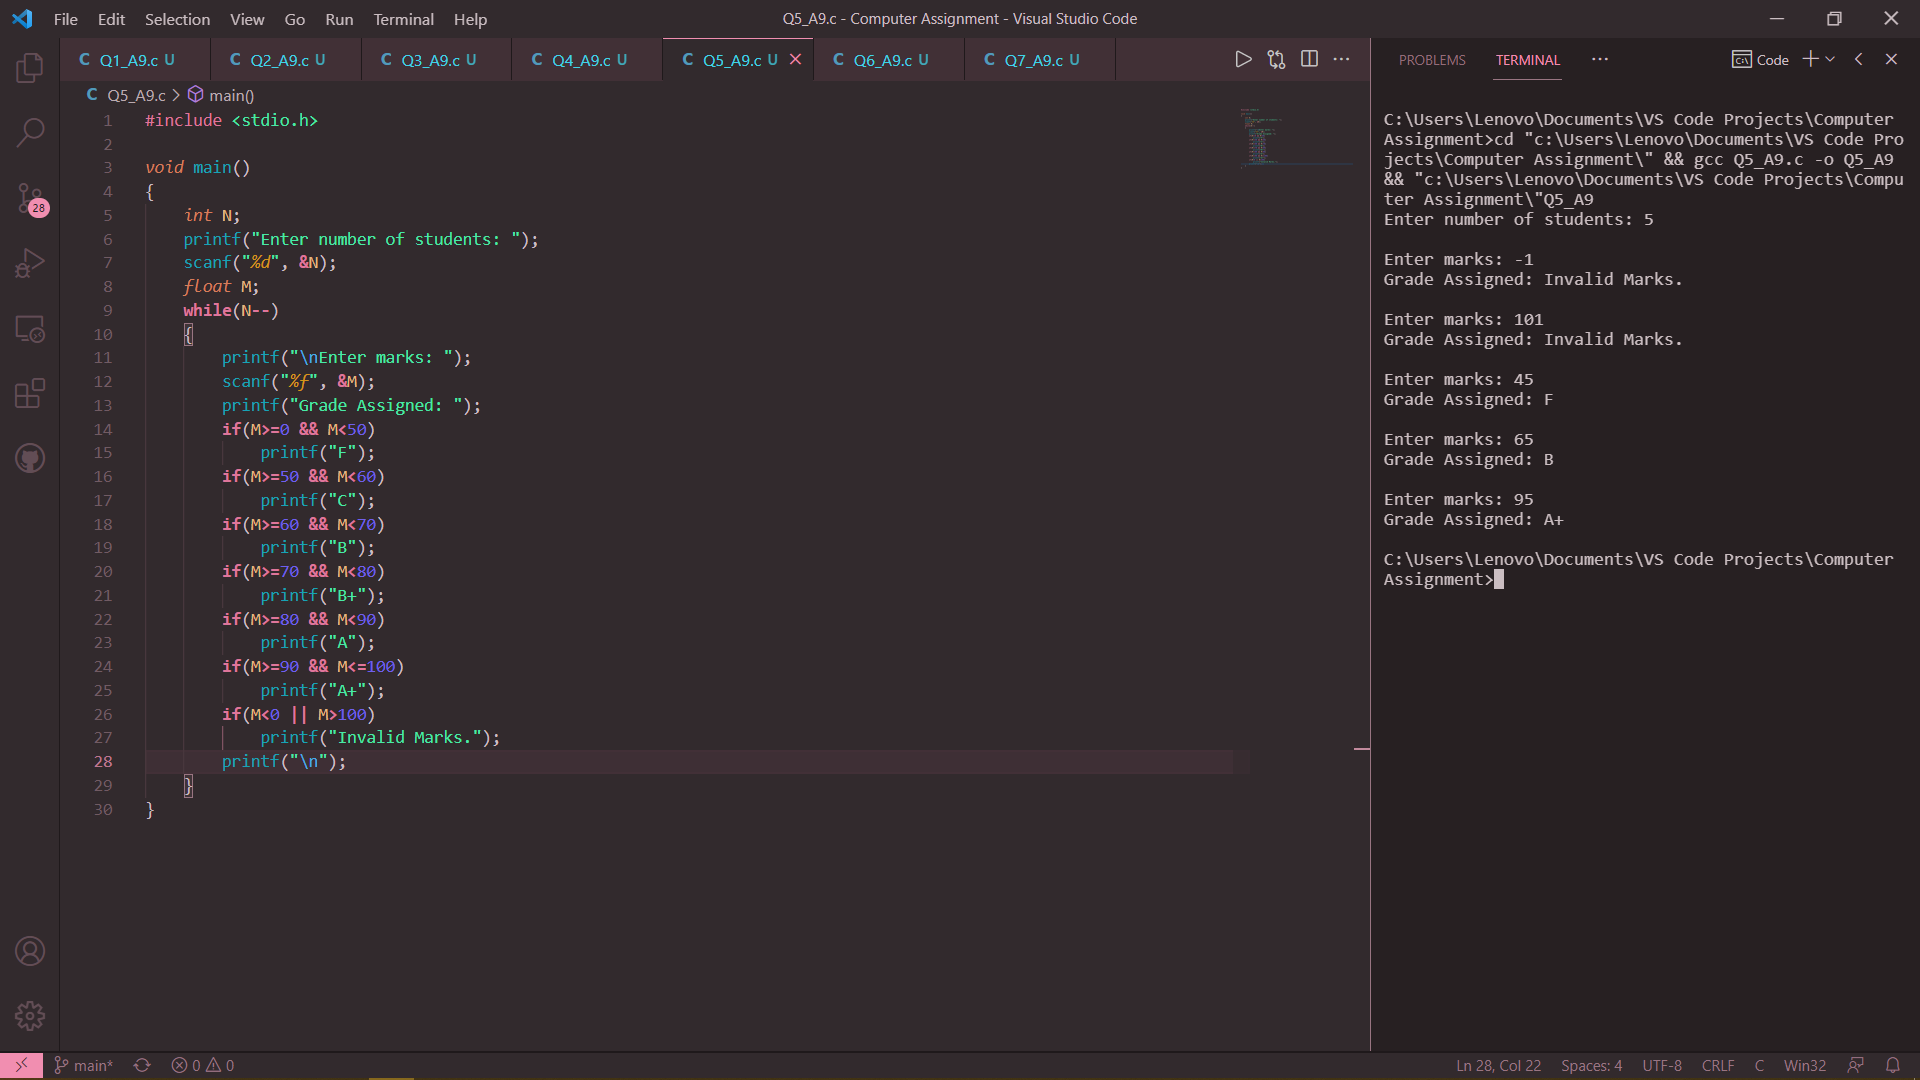 File Edit Selection View Go Run Terminal Help
Q5_A9.c - Computer Assignment - Visual Studio Code
C Q1_A9.c U C Q2_A9.c U C Q3_A9.c U C Q4_A9.c U C Q5_A9.c U C Q6_A9.c U C Q7_A9.c U
C Q5_A9.c > main()
1 #include <stdio.h>
2
3 void main()
4 {
5     int N;
6     printf("Enter number of students: ");
7     scanf("%d", &N);
8     float M;
9     while(N--)
10     {
11         printf("\nEnter marks: ");
12         scanf("%f", &M);
13         printf("Grade Assigned: ");
14         if(M>=0 && M<50)
15             printf("F");
16         if(M>=50 && M<60)
17             printf("C");
18         if(M>=60 && M<70)
19             printf("B");
20         if(M>=70 && M<80)
21             printf("B+");
22         if(M>=80 && M<90)
23             printf("A");
24         if(M>=90 && M<=100)
25             printf("A+");
26         if(M<0 || M>100)
27             printf("Invalid Marks.");
28         printf("\n");
29     }
30 }
28
PROBLEMS TERMINAL ... Code
C:\Users\Lenovo\Documents\VS Code Projects\Computer
Assignment>cd "c:\Users\Lenovo\Documents\VS Code Pro
jects\Computer Assignment\" && gcc Q5_A9.c -o Q5_A9
&& "c:\Users\Lenovo\Documents\VS Code Projects\Compu
ter Assignment\"Q5_A9
Enter number of students: 5
Enter marks: -1
Grade Assigned: Invalid Marks.
Enter marks: 101
Grade Assigned: Invalid Marks.
Enter marks: 45
Grade Assigned: F
Enter marks: 65
Grade Assigned: B
Enter marks: 95
Grade Assigned: A+
C:\Users\Lenovo\Documents\VS Code Projects\Computer
Assignment>
main* 0 0
Ln 28, Col 22 Spaces: 4 UTF-8 CRLF C Win32